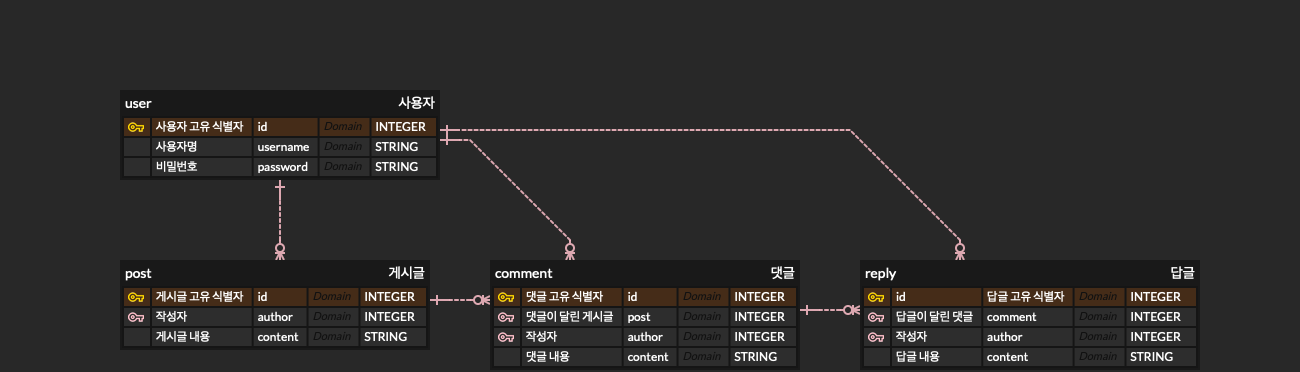 user 사용자
사용자 고유 식별자 id Domain INTEGER
사용자명 username Domain STRING
비밀번호 password Domain STRING
post 게시글
게시글 고유 식별자 id Domain INTEGER
작성자 author Domain INTEGER
게시글 내용 content Domain STRING
comment 댓글
댓글 고유 식별자 id Domain INTEGER
댓글이 달린 게시글 post Domain INTEGER
작성자 author Domain INTEGER
댓글 내용 content Domain STRING
reply 답글
id 답글 고유 식별자 Domain INTEGER
답글이 달린 댓글 comment Domain INTEGER
작성자 author Domain INTEGER
답글 내용 content Domain STRING